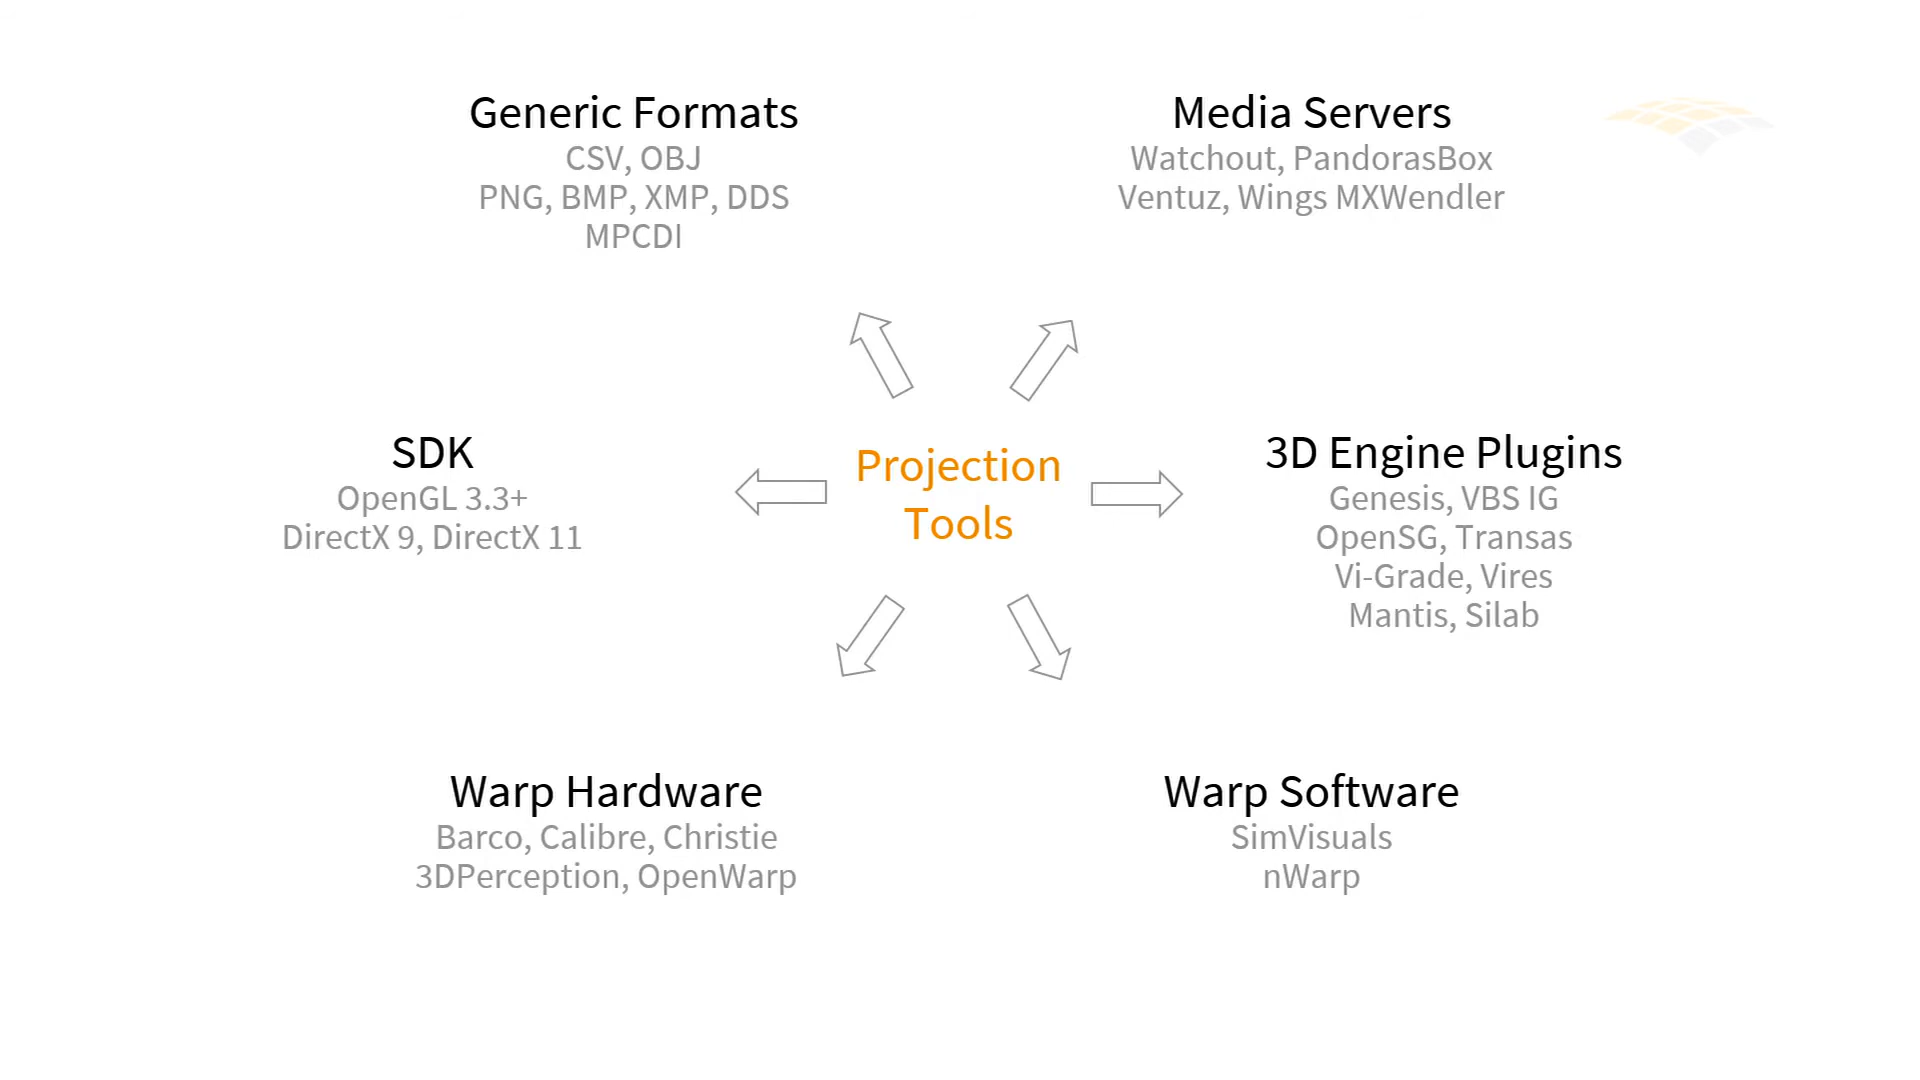 Generic Formats
CSV, OBJ
PNG, BMP, XMP, DDS
MPCDI
Media Servers
Watchout, PandorasBox
Ventuz, Wings MXWendler
SDK
OpenGL 3.3+
DirectX 9, DirectX 11
Projection
Tools
3D Engine Plugins
Genesis, VBS IG
OpenSG, Transas
Vi-Grade, Vires
Mantis, Silab
Warp Hardware
Barco, Calibre, Christie
3DPerception, OpenWarp
Warp Software
SimVisuals
nWarp